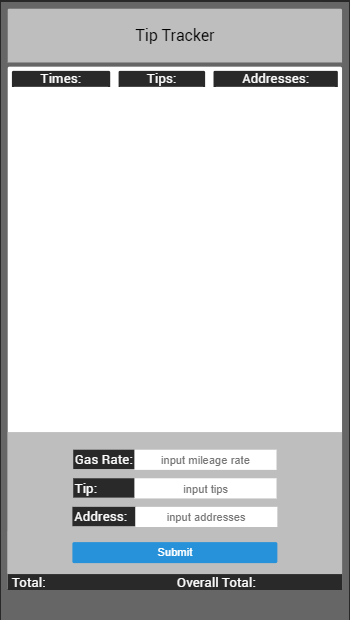 Tip Tracker
Times: Tips: Addresses:
Gas Rate: input mileage rate
Tip: input tips
Address: input addresses
Submit
Total: Overall Total: